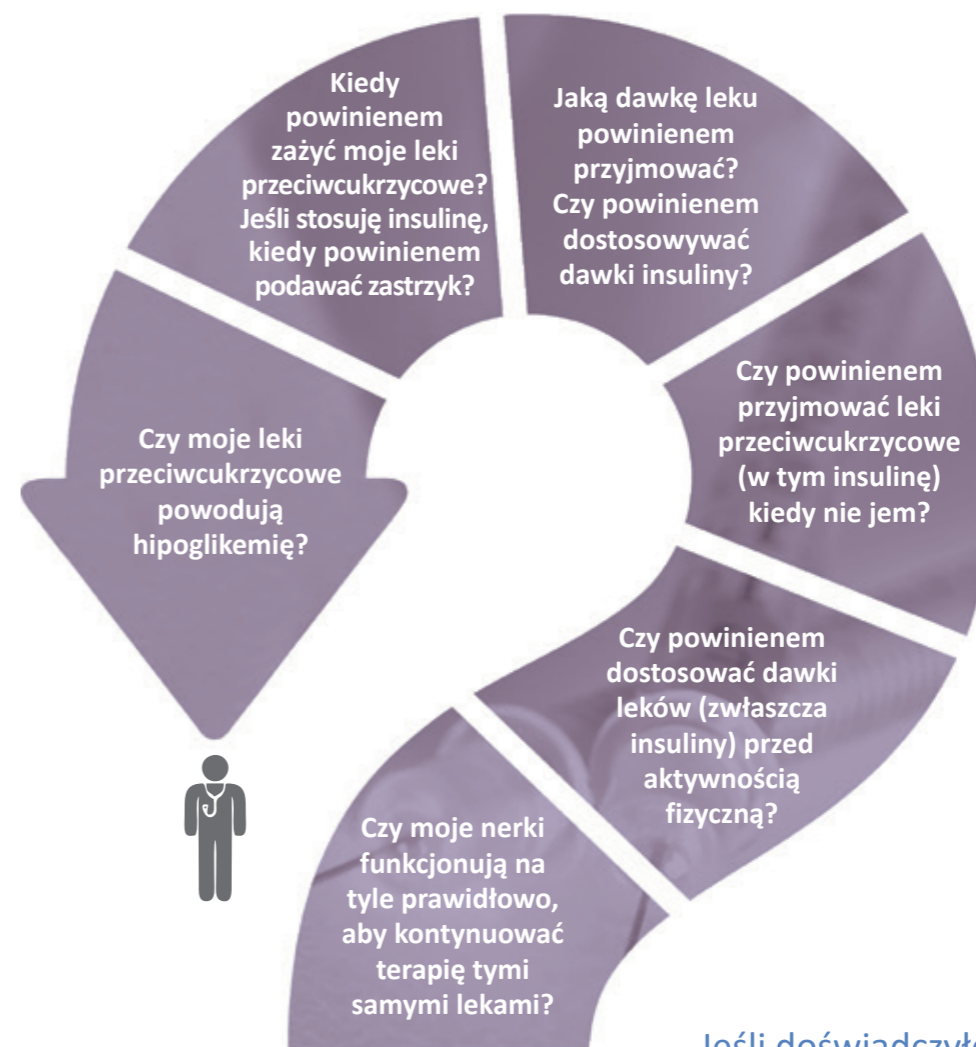 Kiedy
powinienem
zażyć moje leki
przeciwcukrzycowe?
Jeśli stosuję insulinę,
kiedy powinienem
podawać zastrzyk?
Jaką dawkę leku
powinienem
przyjmować?
Czy powinienem
dostosowywać
dawki insuliny?
Czy powinienem
przyjmować leki
przeciwcukrzycowe
(w tym insulinę)
kiedy nie jem?
Czy moje leki
przeciwcukrzycowe
powodują
hipoglikemię?
Czy powinienem
dostosować dawki
leków (zwłaszcza
insuliny) przed
aktywnością
fizyczną?
Czy moje nerki
funkcjonują na
tyle prawidłowo,
aby kontynuować
terapię tymi
samymi lekami?
Jeśli